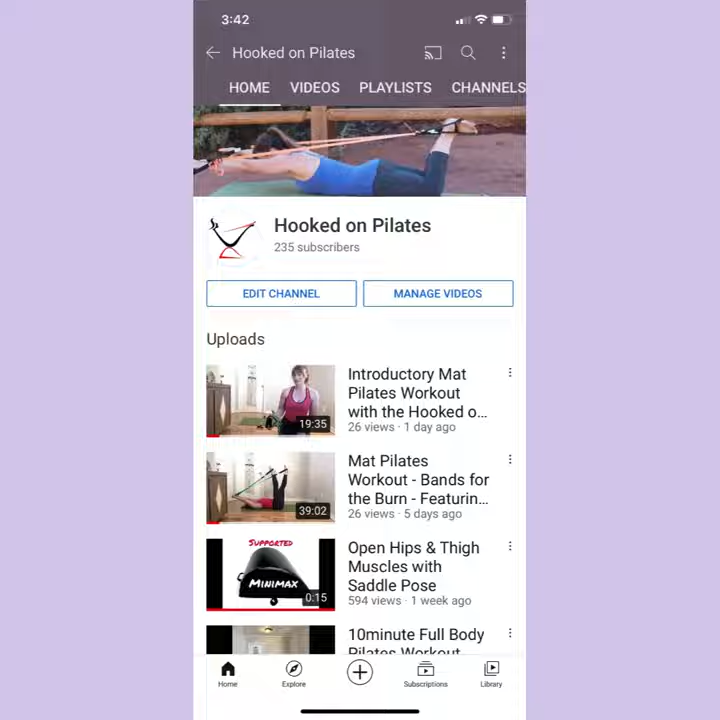 3:42
Hooked on Pilates
HOME VIDEOS PLAYLISTS CHANNELS
Hooked on Pilates
235 subscribers
EDIT CHANNEL MANAGE VIDEOS
Uploads
Introductory Mat
Pilates Workout
with the Hooked o...
26 views · 1 day ago
19:35
Mat Pilates
Workout - Bands for
the Burn - Featurin...
26 views · 5 days ago
39:02
SUPPORTED
MINIMAX
0:15
Open Hips & Thigh
Muscles with
Saddle Pose
594 views · 1 week ago
10minute Full Body
Pilates Workout
Home Explore Subscriptions Library